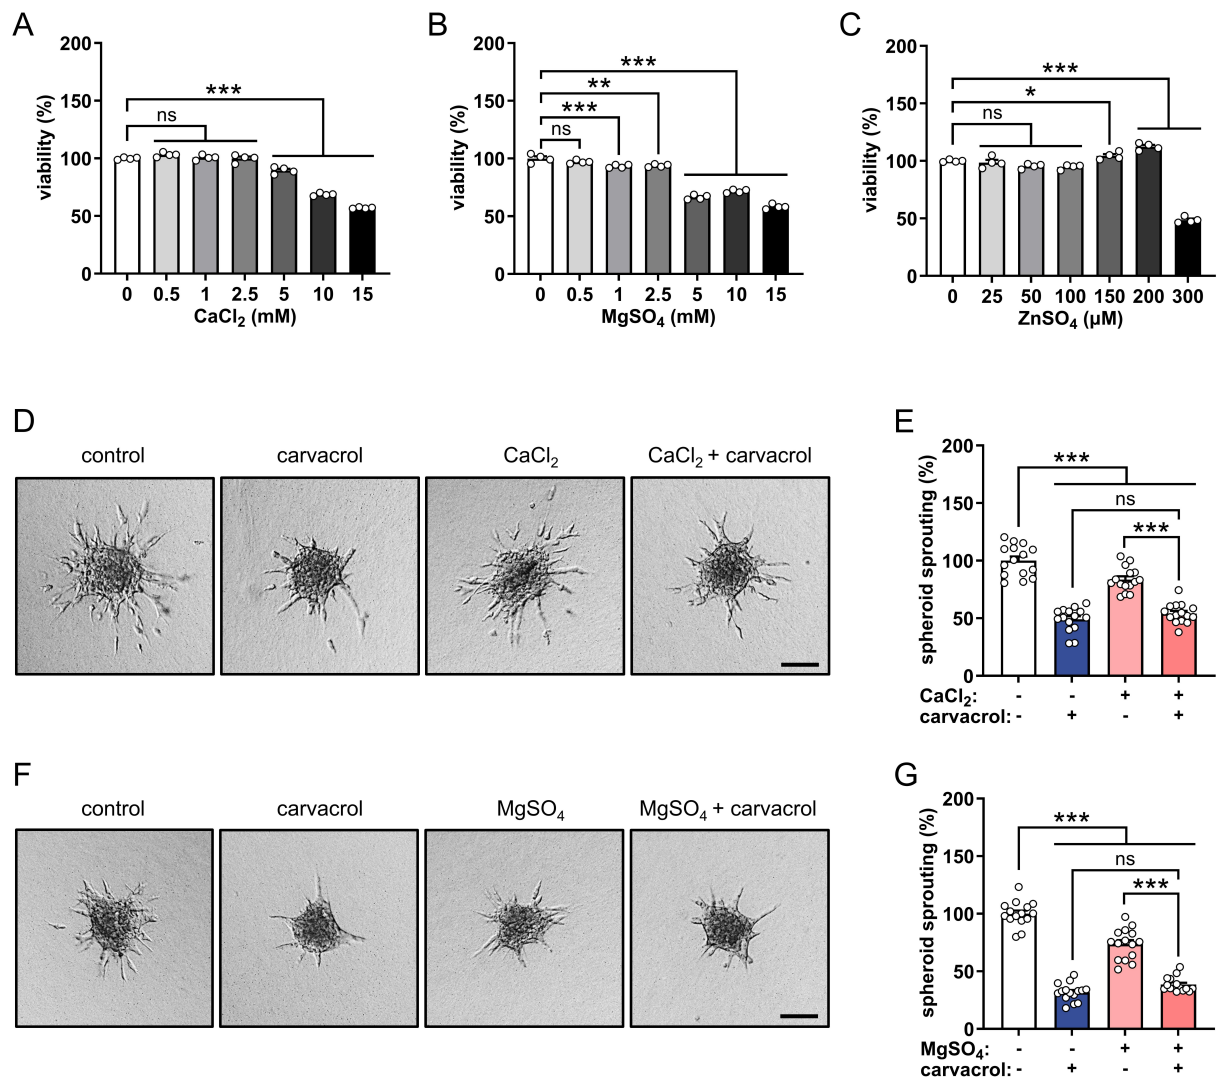 A
viability (%)
200
150
100
50
0
***
ns
0 0.5 1 2.5 5 10 15
CaCl₂ (mM)
B
viability (%)
200
150
100
50
0
***
**
***
ns
0 0.5 1 2.5 5 10 15
MgSO₄ (mM)
C
viability (%)
200
150
100
50
0
***
*
ns
0 25 50 100 150 200 300
ZnSO₄ (µM)
D
control
carvacrol
CaCl₂
CaCl₂ + carvacrol
E
spheroid sprouting (%)
200
150
100
50
0
***
ns
***
CaCl₂: - - + +
carvacrol: - + - +
F
control
carvacrol
MgSO₄
MgSO₄ + carvacrol
G
spheroid sprouting (%)
200
150
100
50
0
***
ns
***
MgSO₄: - - + +
carvacrol: - + - +